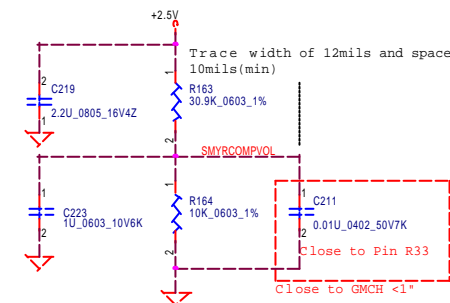 +2.5V
Trace width of 12mils and space
10mils(min)
2
C219
2.2U_0805_16V4Z
1
1
R163
30.9K_0603_1%
2
SMYRCOMPVOL
1
C223
1U_0603_10V6K
2
1
R164
10K_0603_1%
2
1
C211
0.01U_0402_50V7K
2
Close to Pin R33
Close to GMCH <1"